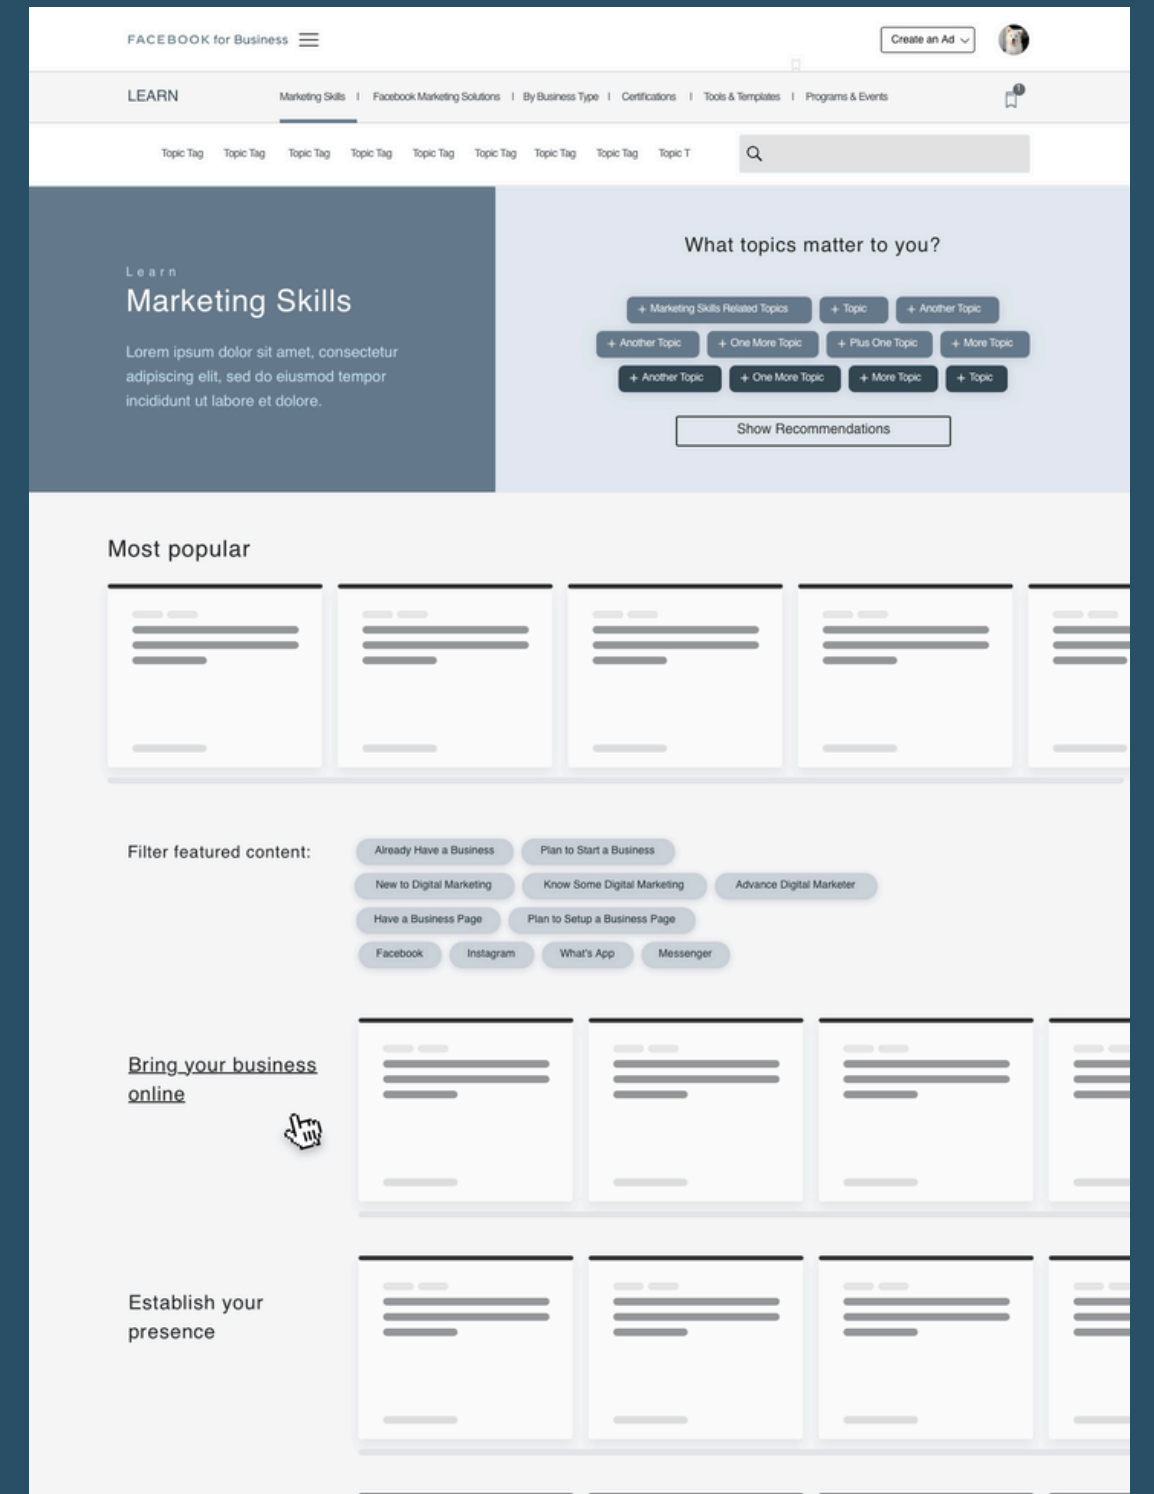 FACEBOOK for Business
Create an Ad
LEARN
Marketing Skills | Facebook Marketing Solutions | By Business Type | Certifications | Tools & Templates | Programs & Events
Topic Tag Topic Tag Topic Tag Topic Tag Topic Tag Topic Tag Topic Tag Topic Tag Topic T
Learn
Marketing Skills
Lorem ipsum dolor sit amet, consectetur
adipiscing elit, sed do eiusmod tempor
incididunt ut labore et dolore.
What topics matter to you?
+ Marketing Skills Related Topics + Topic + Another Topic
+ Another Topic + One More Topic + Plus One Topic + More Topic
+ Another Topic + One More Topic + More Topic + Topic
Show Recommendations
Most popular
Filter featured content:
Already Have a Business Plan to Start a Business
New to Digital Marketing Know Some Digital Marketing Advance Digital Marketer
Have a Business Page Plan to Setup a Business Page
Facebook Instagram What's App Messenger
Bring your business
online
Establish your
presence